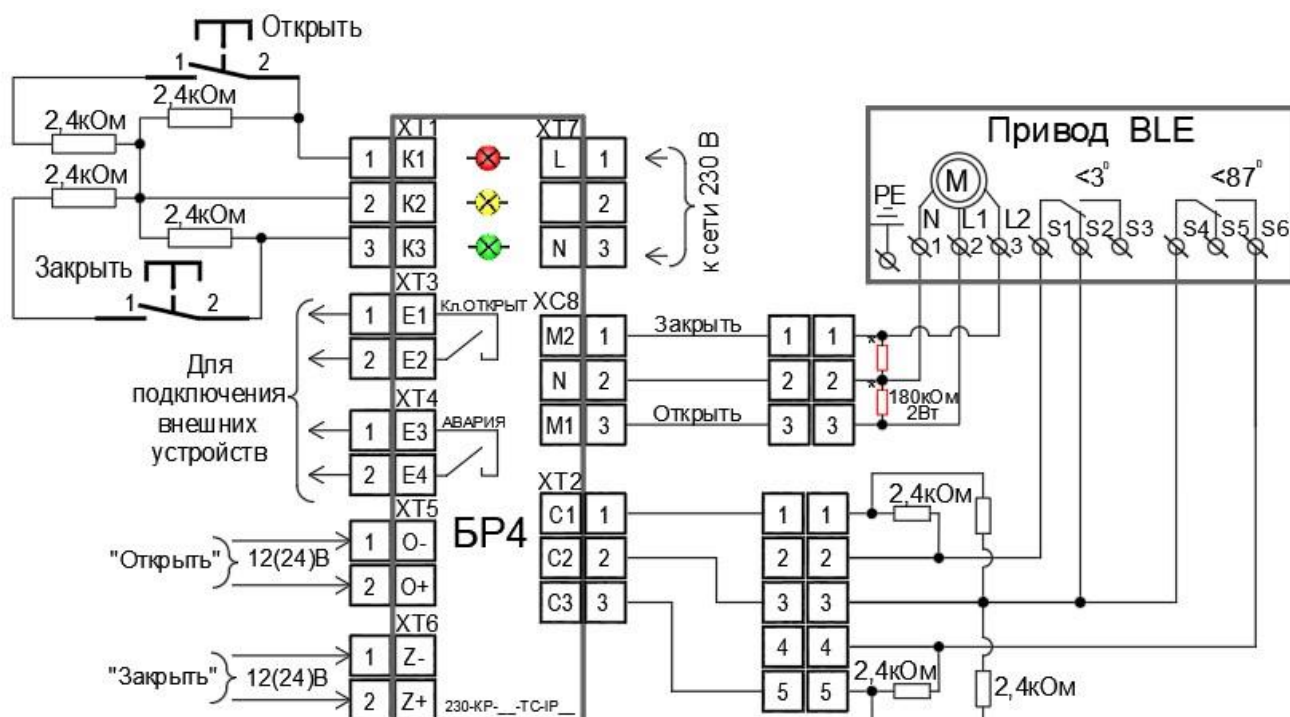 Открыть
1 2
2,4кОм
2,4кОм
2,4кОм
2,4кОм
Закрыть
1 2
XT1
1 K1
2 K2
3 K3
XT7
L 1
2
N 3
к сети 230 В
Привод BLE
M
<3⁰
<87⁰
PE
N L1 L2 S1 S2 S3 S4 S5 S6
1 2 3
XT3
Кл.ОТКРЫТ
1 E1
2 E2
XT4
АВАРИЯ
1 E3
2 E4
Для
подключения
внешних
устройств
XC8
M2 1 Закрыть 1 1
N 2 2 2
M1 3 Открыть 3 3
*
*
180кОм
2Вт
XT5
1 O-
2 O+
"Открыть" 12(24)В
XT6
1 Z-
2 Z+
"Закрыть" 12(24)В
БР4
230-КР-__-ТС-IP__
XT2
C1 1
C2 2
C3 3
1 1
2 2
3 3
4 4
5 5
2,4кОм
2,4кОм
2,4кОм